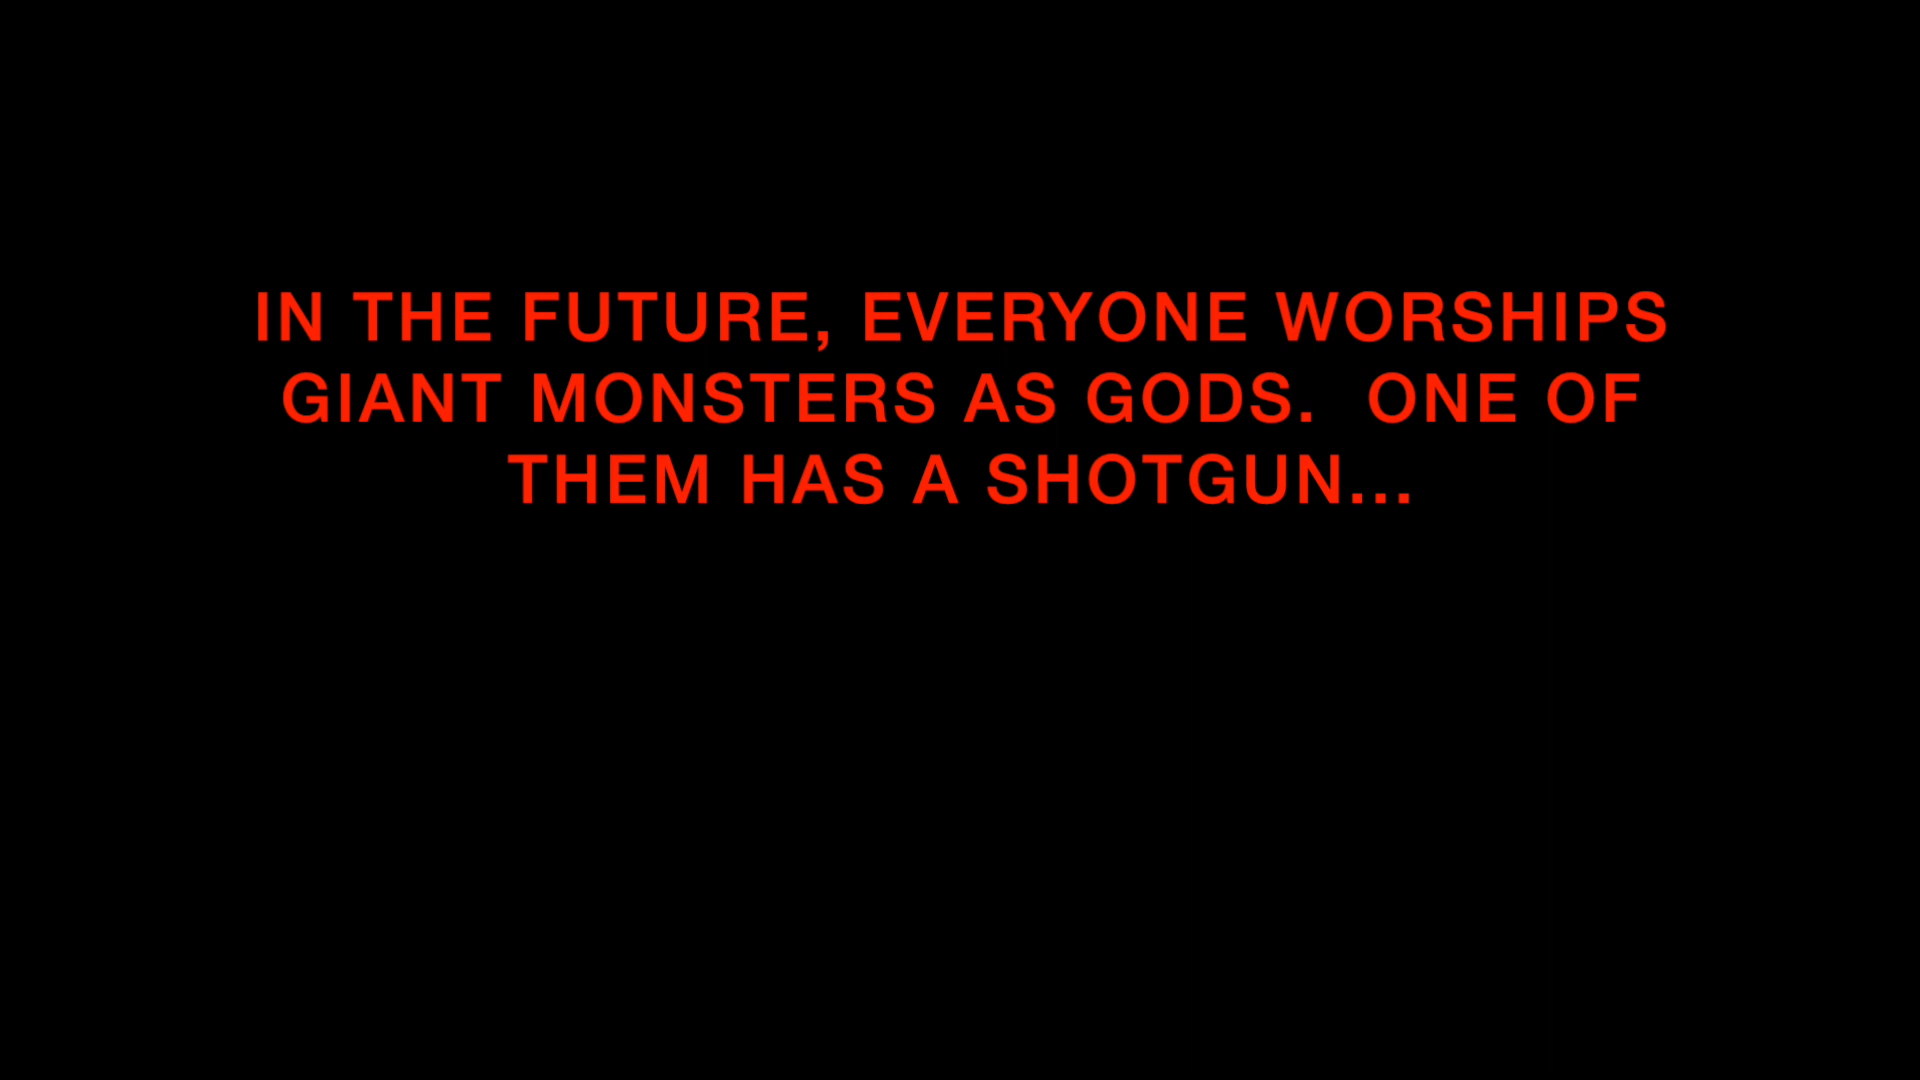 IN THE FUTURE, EVERYONE WORSHIPS
GIANT MONSTERS AS GODS.  ONE OF
THEM HAS A SHOTGUN...